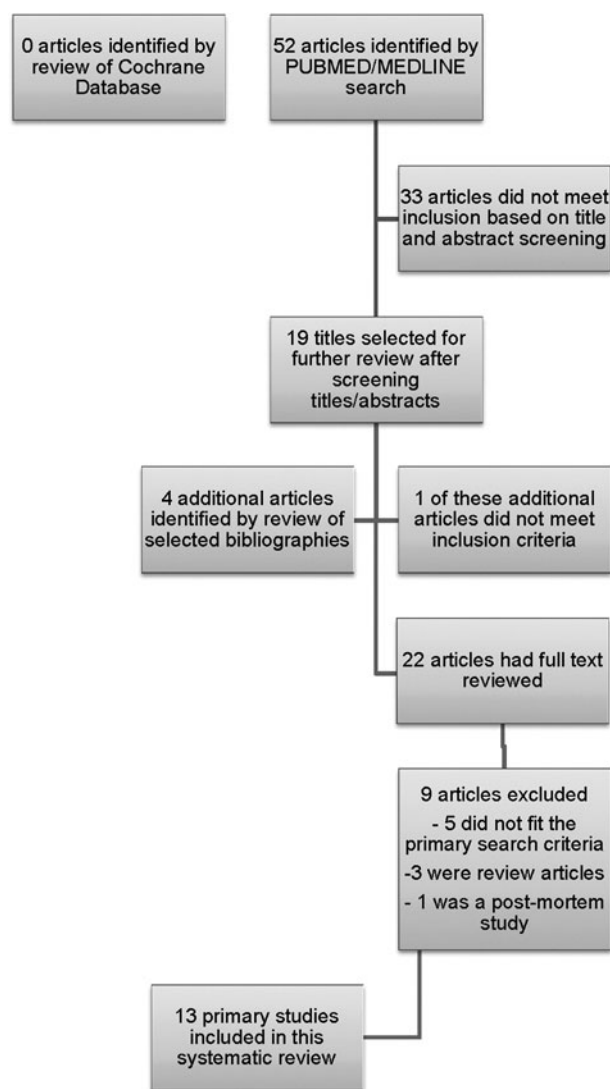 0 articles identified by
review of Cochrane
Database
52 articles identified by
PUBMED/MEDLINE
search
33 articles did not meet
inclusion based on title
and abstract screening
19 titles selected for
further review after
screening
titles/abstracts
4 additional articles
identified by review of
selected bibliographies
1 of these additional
articles did not meet
inclusion criteria
22 articles had full text
reviewed
9 articles excluded
- 5 did not fit the
primary search criteria
-3 were review articles
- 1 was a post-mortem
study
13 primary studies
included in this
systematic review